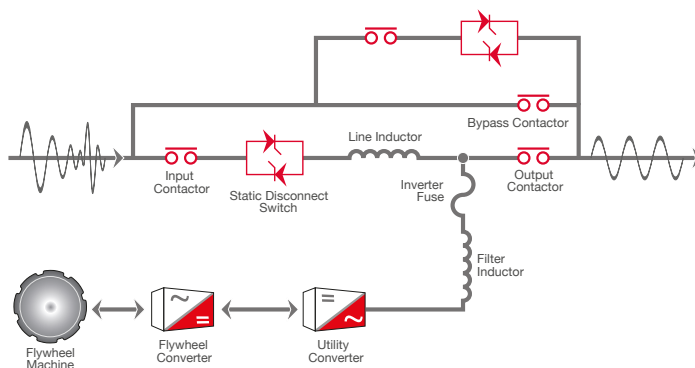 Bypass Contactor
Line Inductor
Input
Contactor
Static Disconnect
Switch
Inverter
Fuse
Output
Contactor
Filter
Inductor
Flywheel
Machine
Flywheel
Converter
Utility
Converter